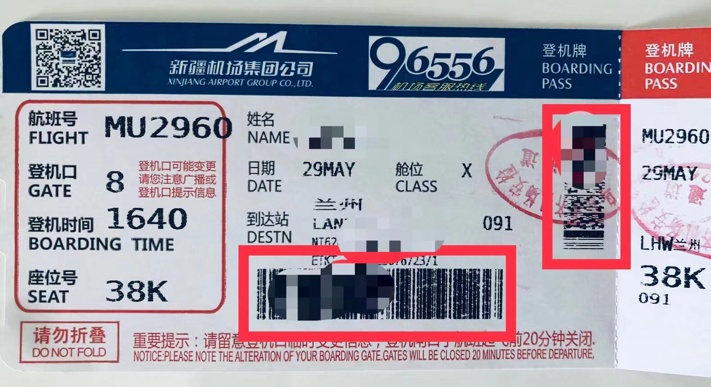 新疆机场集团公司
XINJIANG AIRPORT GROUP CO.,LTD.
96556
机场客服热线
登机牌
BOARDING
PASS
登机牌
BOARDIN
PASS
航班号
FLIGHT MU2960
登机口
GATE 8
登机口可能变更
请您注意广播或
登机口提示信息
登机时间 1640
BOARDING TIME
座位号
SEAT 38K
姓名
NAME
日期
DATE 29MAY
舱位
CLASS X
到达站
DESTN
兰州
091
MU2960
29MAY
LHW兰州
38K
091
请勿折叠
DO NOT FOLD
重要提示：请留意登机口临时变更信息，登机闸口于航班起飞前20分钟关闭.
NOTICE:PLEASE NOTE THE ALTERATION OF YOUR BOARDING GATE.GATES WILL BE CLOSED 20 MINUTES BEFORE DEPARTURE,